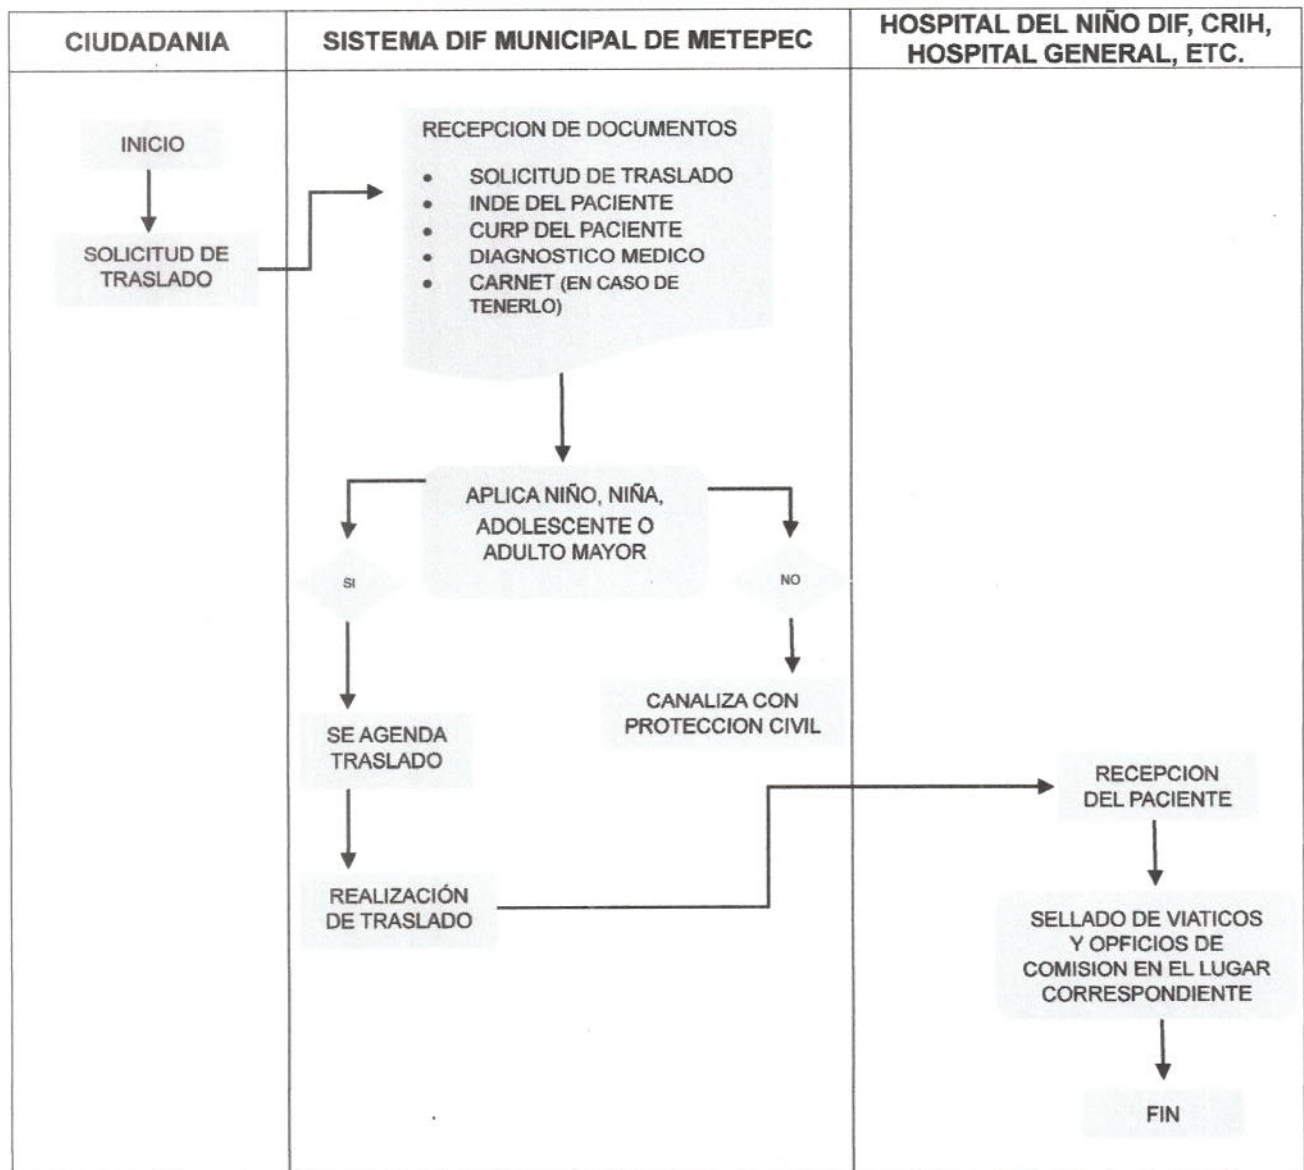 CIUDADANIA
SISTEMA DIF MUNICIPAL DE METEPEC
HOSPITAL DEL NIÑO DIF, CRIH,
HOSPITAL GENERAL, ETC.
INICIO
SOLICITUD DE
TRASLADO
RECEPCION DE DOCUMENTOS
• SOLICITUD DE TRASLADO
• INDE DEL PACIENTE
• CURP DEL PACIENTE
• DIAGNOSTICO MEDICO
• CARNET (EN CASO DE
TENERLO)
APLICA NIÑO, NIÑA,
ADOLESCENTE O
ADULTO MAYOR
SI
NO
SE AGENDA
TRASLADO
CANALIZA CON
PROTECCION CIVIL
REALIZACIÓN
DE TRASLADO
RECEPCION
DEL PACIENTE
SELLADO DE VIATICOS
Y OPFICIOS DE
COMISION EN EL LUGAR
CORRESPONDIENTE
FIN